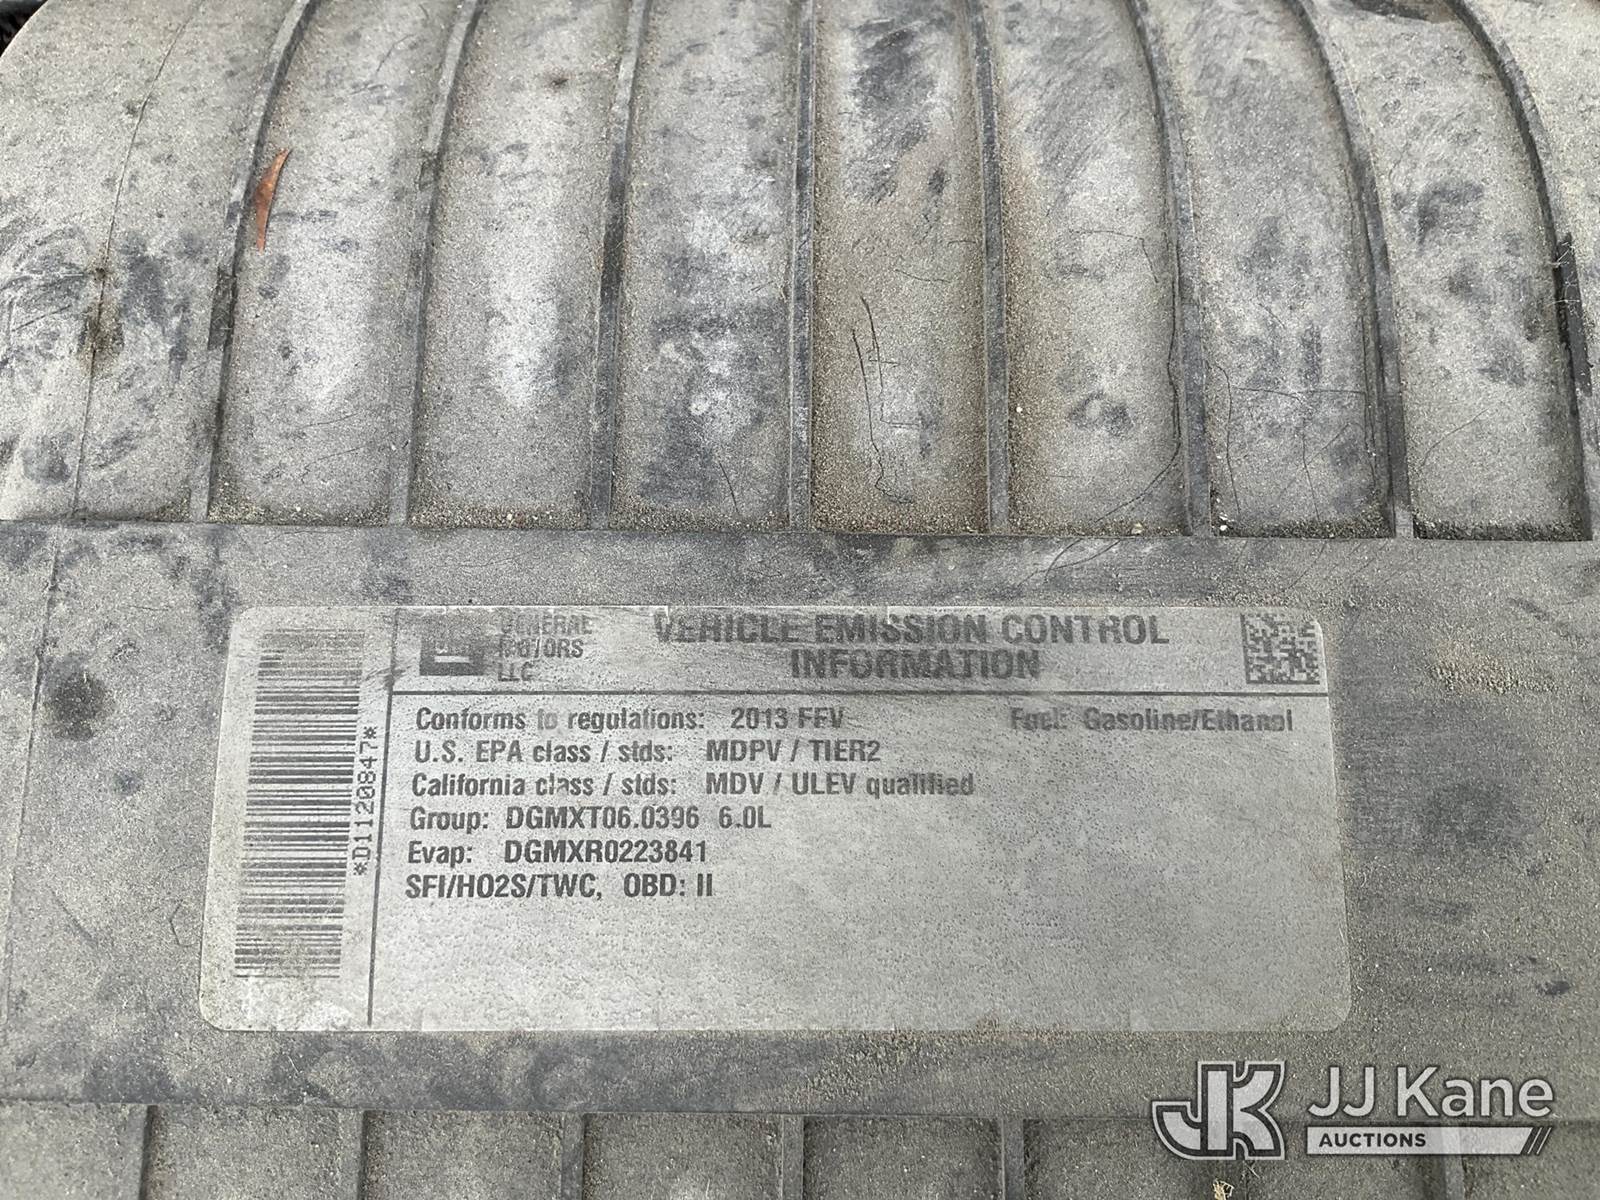 *D1120847*
GM
GENERAL
MOTORS
LLC
VEHICLE EMISSION CONTROL
INFORMATION
Conforms to regulations: 2013 FFV Fuel: Gasoline/Ethanol
U.S. EPA class / stds: MDPV / TIER2
California class / stds: MDV / ULEV qualified
Group: DGMXT06.0396 6.0L
Evap: DGMXR0223841
SFI/HO2S/TWC, OBD: II
JK JJ Kane
AUCTIONS